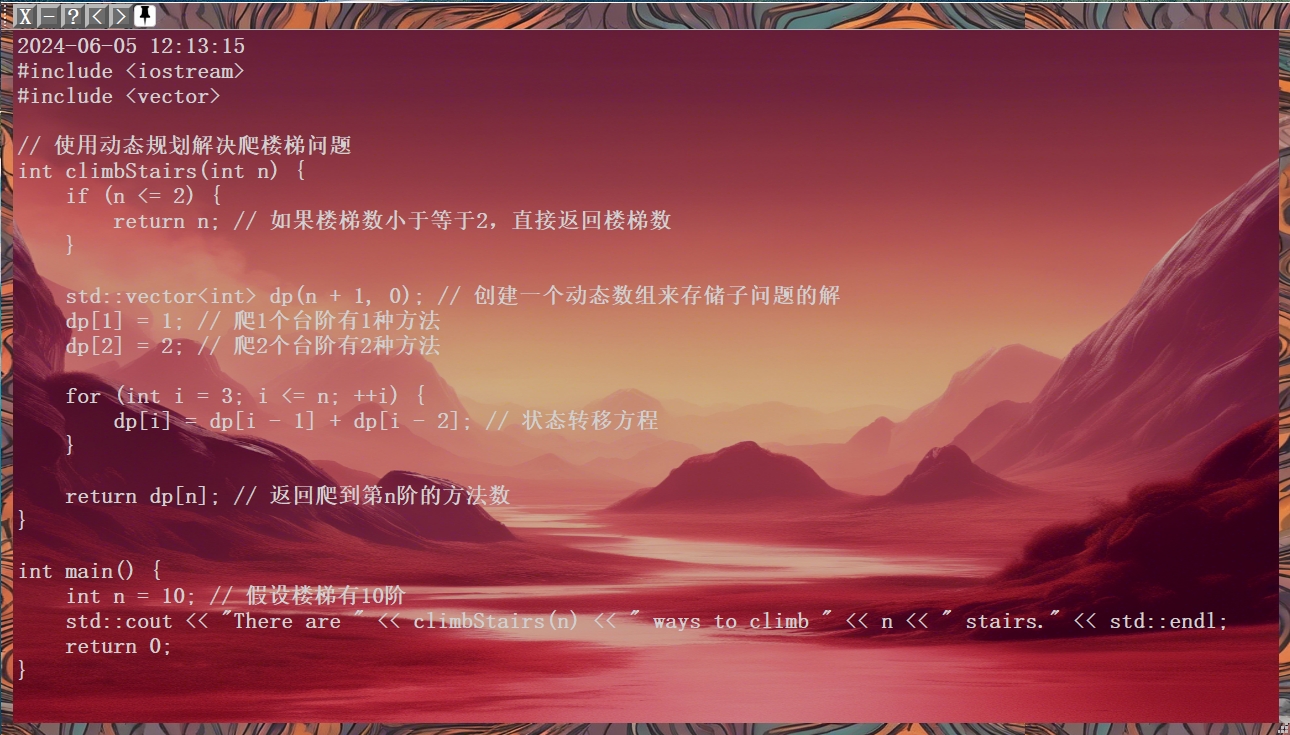 X - ? < >
2024-06-05 12:13:15
#include <iostream>
#include <vector>
// 使用动态规划解决爬楼梯问题
int climbStairs(int n) {
    if (n <= 2) {
        return n; // 如果楼梯数小于等于2，直接返回楼梯数
    }
    std::vector<int> dp(n + 1, 0); // 创建一个动态数组来存储子问题的解
    dp[1] = 1; // 爬1个台阶有1种方法
    dp[2] = 2; // 爬2个台阶有2种方法
    for (int i = 3; i <= n; ++i) {
        dp[i] = dp[i - 1] + dp[i - 2]; // 状态转移方程
    }
    return dp[n]; // 返回爬到第n阶的方法数
}
int main() {
    int n = 10; // 假设楼梯有10阶
    std::cout << "There are " << climbStairs(n) << " ways to climb " << n << " stairs." << std::endl;
    return 0;
}